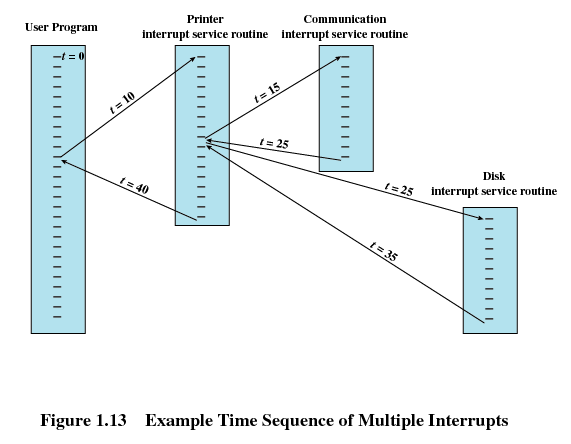 User Program
Printer
interrupt service routine
Communication
interrupt service routine
t = 0
t = 10
t = 15
t = 25
t = 40
Disk
interrupt service routine
t = 25
t = 35
Figure 1.13 Example Time Sequence of Multiple Interrupts